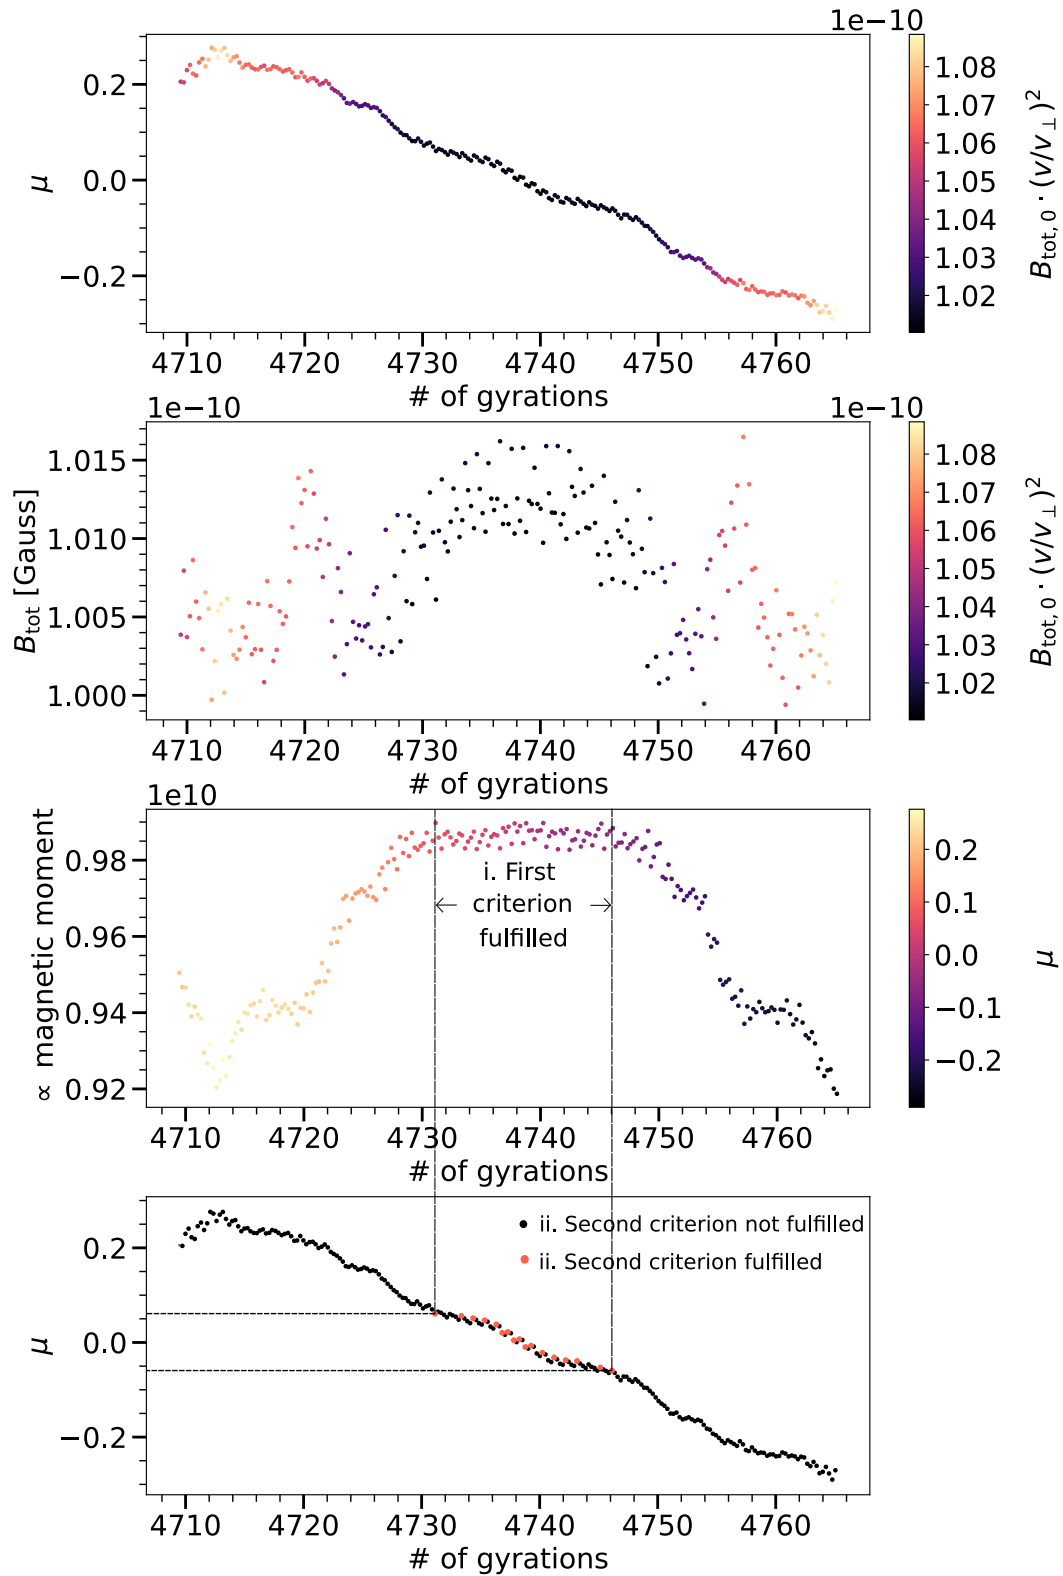 1e−10
0.2
0.0
−0.2
μ
4710 4720 4730 4740 4750 4760
# of gyrations
1.08
1.07
1.06
1.05
1.04
1.03
1.02
B_tot, 0 · (v/v_⊥)^2
1e−10
1e−10
1.015
1.010
1.005
1.000
B_tot [Gauss]
4710 4720 4730 4740 4750 4760
# of gyrations
1.08
1.07
1.06
1.05
1.04
1.03
1.02
B_tot, 0 · (v/v_⊥)^2
1e10
0.98
0.96
0.94
0.92
∝ magnetic moment
i. First
criterion
fulfilled
4710 4720 4730 4740 4750 4760
# of gyrations
0.2
0.1
0.0
−0.1
−0.2
μ
0.2
0.0
−0.2
μ
ii. Second criterion not fulfilled
ii. Second criterion fulfilled
4710 4720 4730 4740 4750 4760
# of gyrations